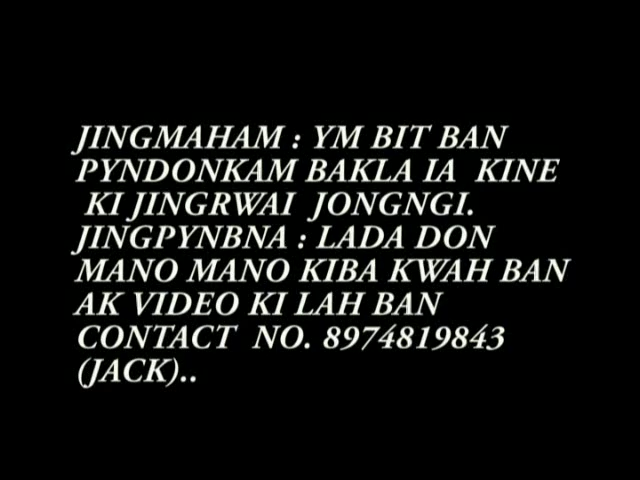 JINGMAHAM : YM BIT BAN
PYNDONKAM BAKLA IA KINE
KI JINGRWAI JONGNGI.
JINGPYNBNA : LADA DON
MANO MANO KIBA KWAH BAN
AK VIDEO KI LAH BAN
CONTACT NO. 8974819843
(JACK)..